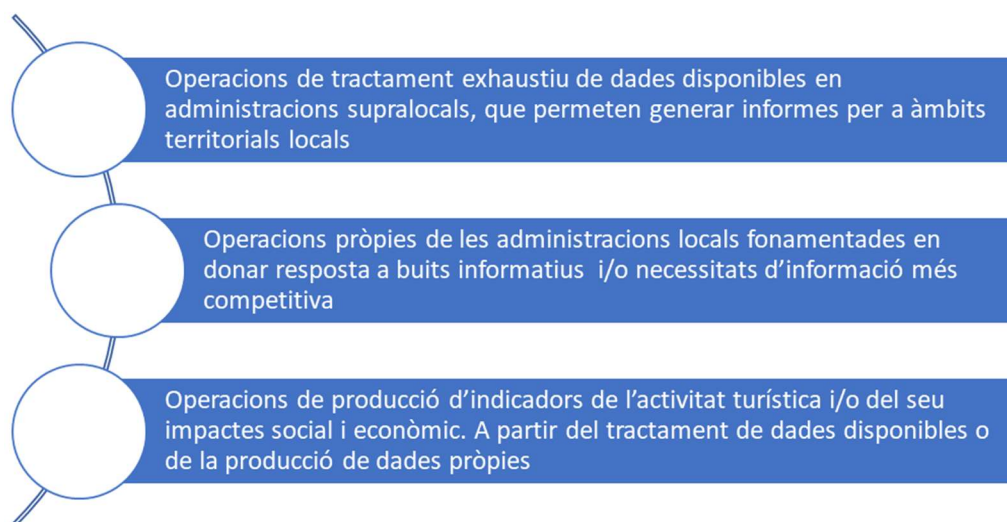 Operacions de tractament exhaustiu de dades disponibles en
administracions supralocals, que permeten generar informes per a àmbits
territorials locals
Operacions pròpies de les administracions locals fonamentades en
donar resposta a buits informatius  i/o necessitats d’informació més
competitiva
Operacions de producció d’indicadors de l’activitat turística i/o del seu
impactes social i econòmic. A partir del tractament de dades disponibles o
de la producció de dades pròpies